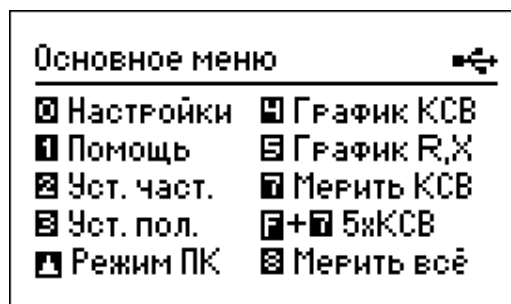 Основное меню
0 Настройки 4 График КСВ
1 Помощь 5 График R,X
2 Уст. част. 7 Мерить КСВ
3 Уст. пол. F+7 5xКСВ
Режим ПК 8 Мерить всё